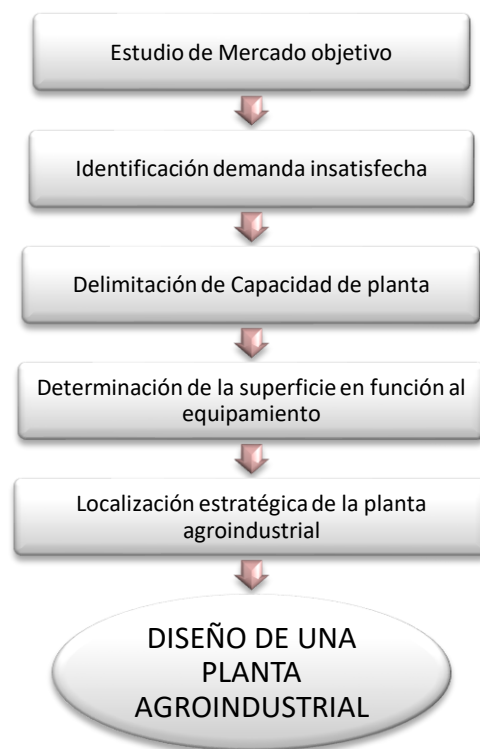 Estudio de Mercado objetivo
Identificación demanda insatisfecha
Delimitación de Capacidad de planta
Determinación de la superficie en función al
equipamiento
Localización estratégica de la planta
agroindustrial
DISEÑO DE UNA
PLANTA
AGROINDUSTRIAL